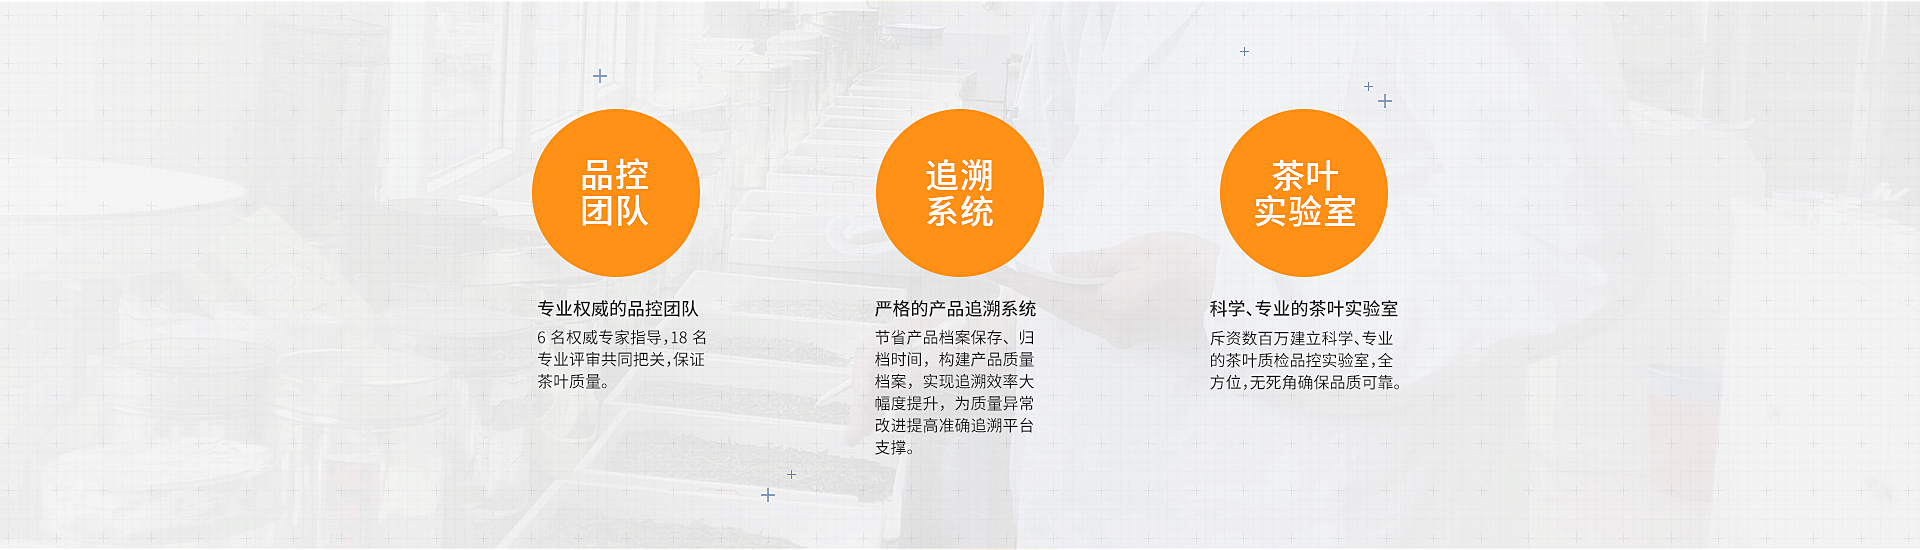 品控
团队
专业权威的品控团队
6 名权威专家指导，18 名
专业评审共同把关，保证
茶叶质量。
追溯
系统
严格的产品追溯系统
节省产品档案保存、归
档时间，构建产品质量
档案，实现追溯效率大
幅度提升，为质量异常
改进提高准确追溯平台
支撑。
茶叶
实验室
科学、专业的茶叶实验室
斥资数百万建立科学、专业
的茶叶质检品控实验室，全
方位，无死角确保品质可靠。